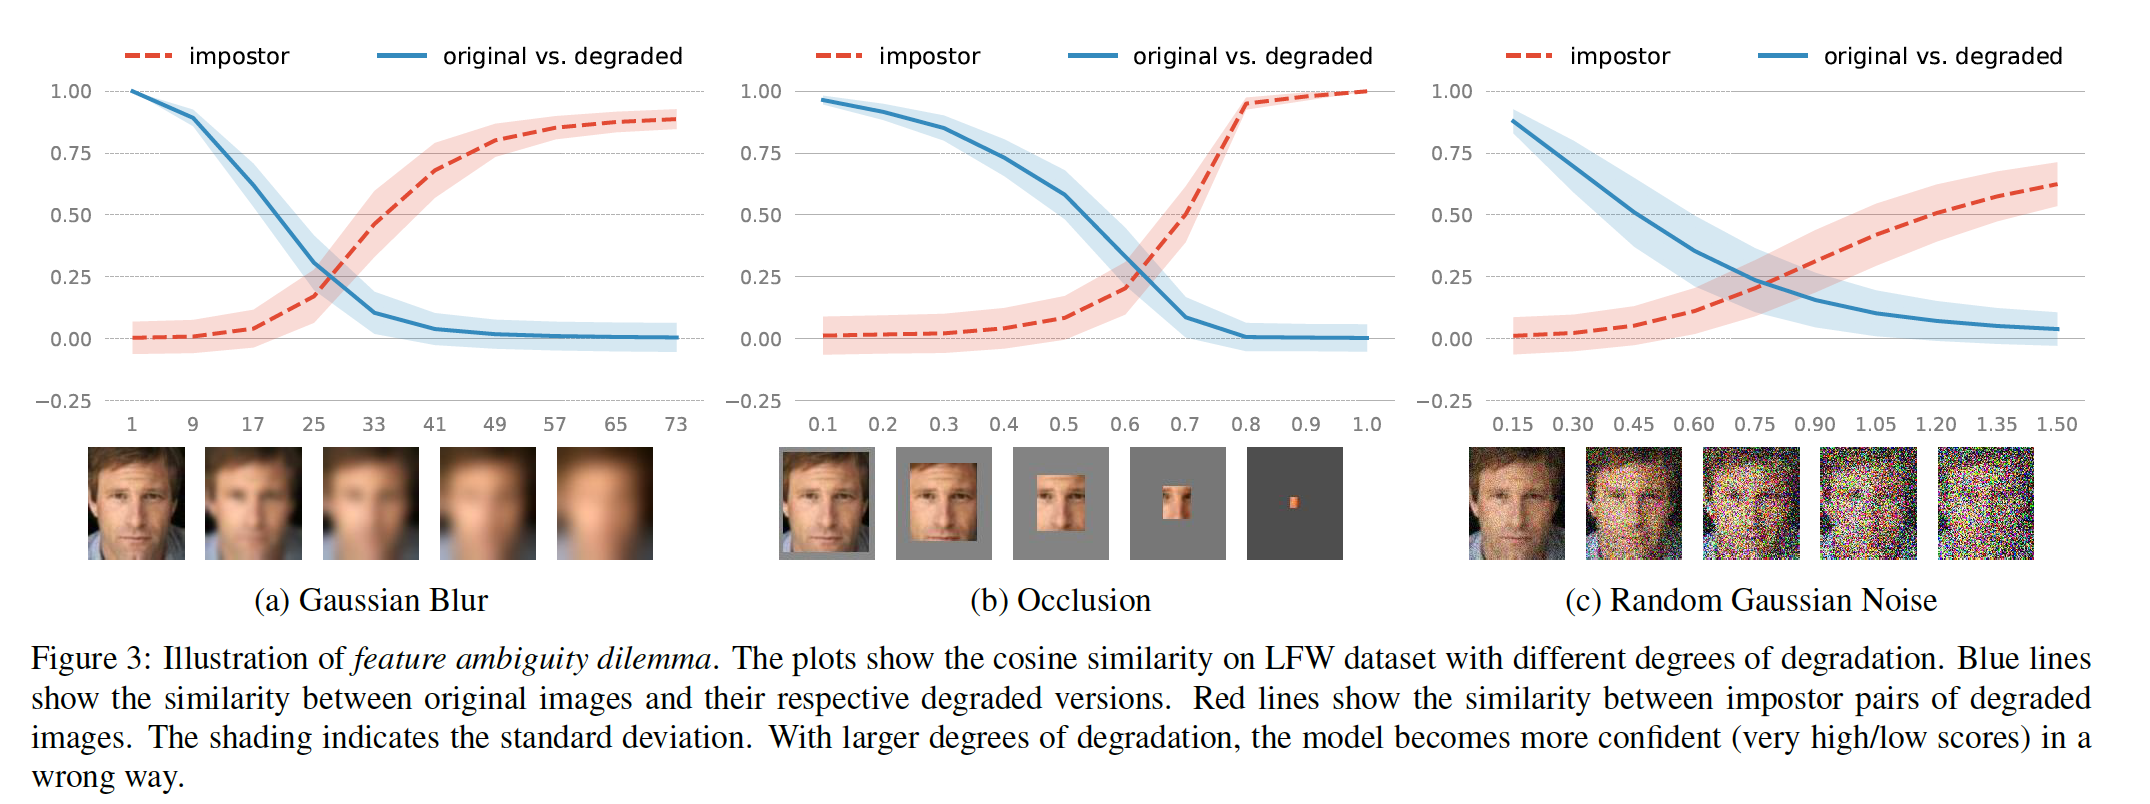 impostor original vs. degraded
1.00
0.75
0.50
0.25
0.00
−0.25
1 9 17 25 33 41 49 57 65 73
(a) Gaussian Blur
impostor original vs. degraded
1.00
0.75
0.50
0.25
0.00
−0.25
0.1 0.2 0.3 0.4 0.5 0.6 0.7 0.8 0.9 1.0
(b) Occlusion
impostor original vs. degraded
1.00
0.75
0.50
0.25
0.00
−0.25
0.15 0.30 0.45 0.60 0.75 0.90 1.05 1.20 1.35 1.50
(c) Random Gaussian Noise
Figure 3: Illustration of feature ambiguity dilemma. The plots show the cosine similarity on LFW dataset with different degrees of degradation. Blue lines
show the similarity between original images and their respective degraded versions. Red lines show the similarity between impostor pairs of degraded
images. The shading indicates the standard deviation. With larger degrees of degradation, the model becomes more confident (very high/low scores) in a
wrong way.